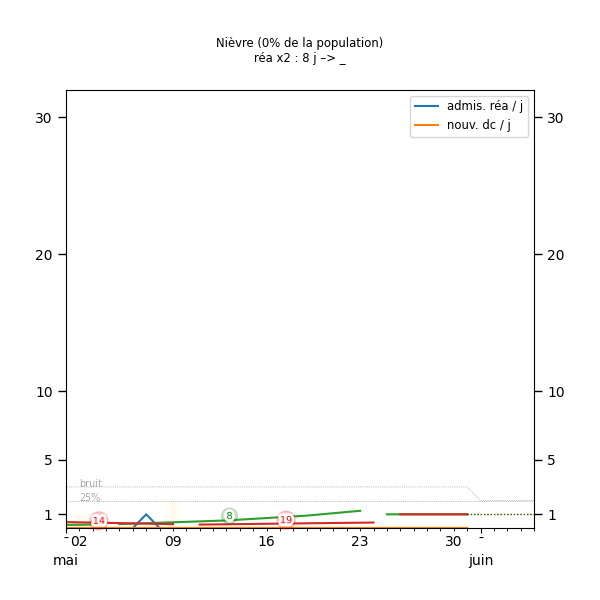 Nièvre (0% de la population)
réa x2 : 8 j –> _
admis. réa / j
nouv. dc / j
30 30
20 20
10 10
5 5
bruit
25%
1 1
14 8 19
02 09 16 23 30 -
mai juin